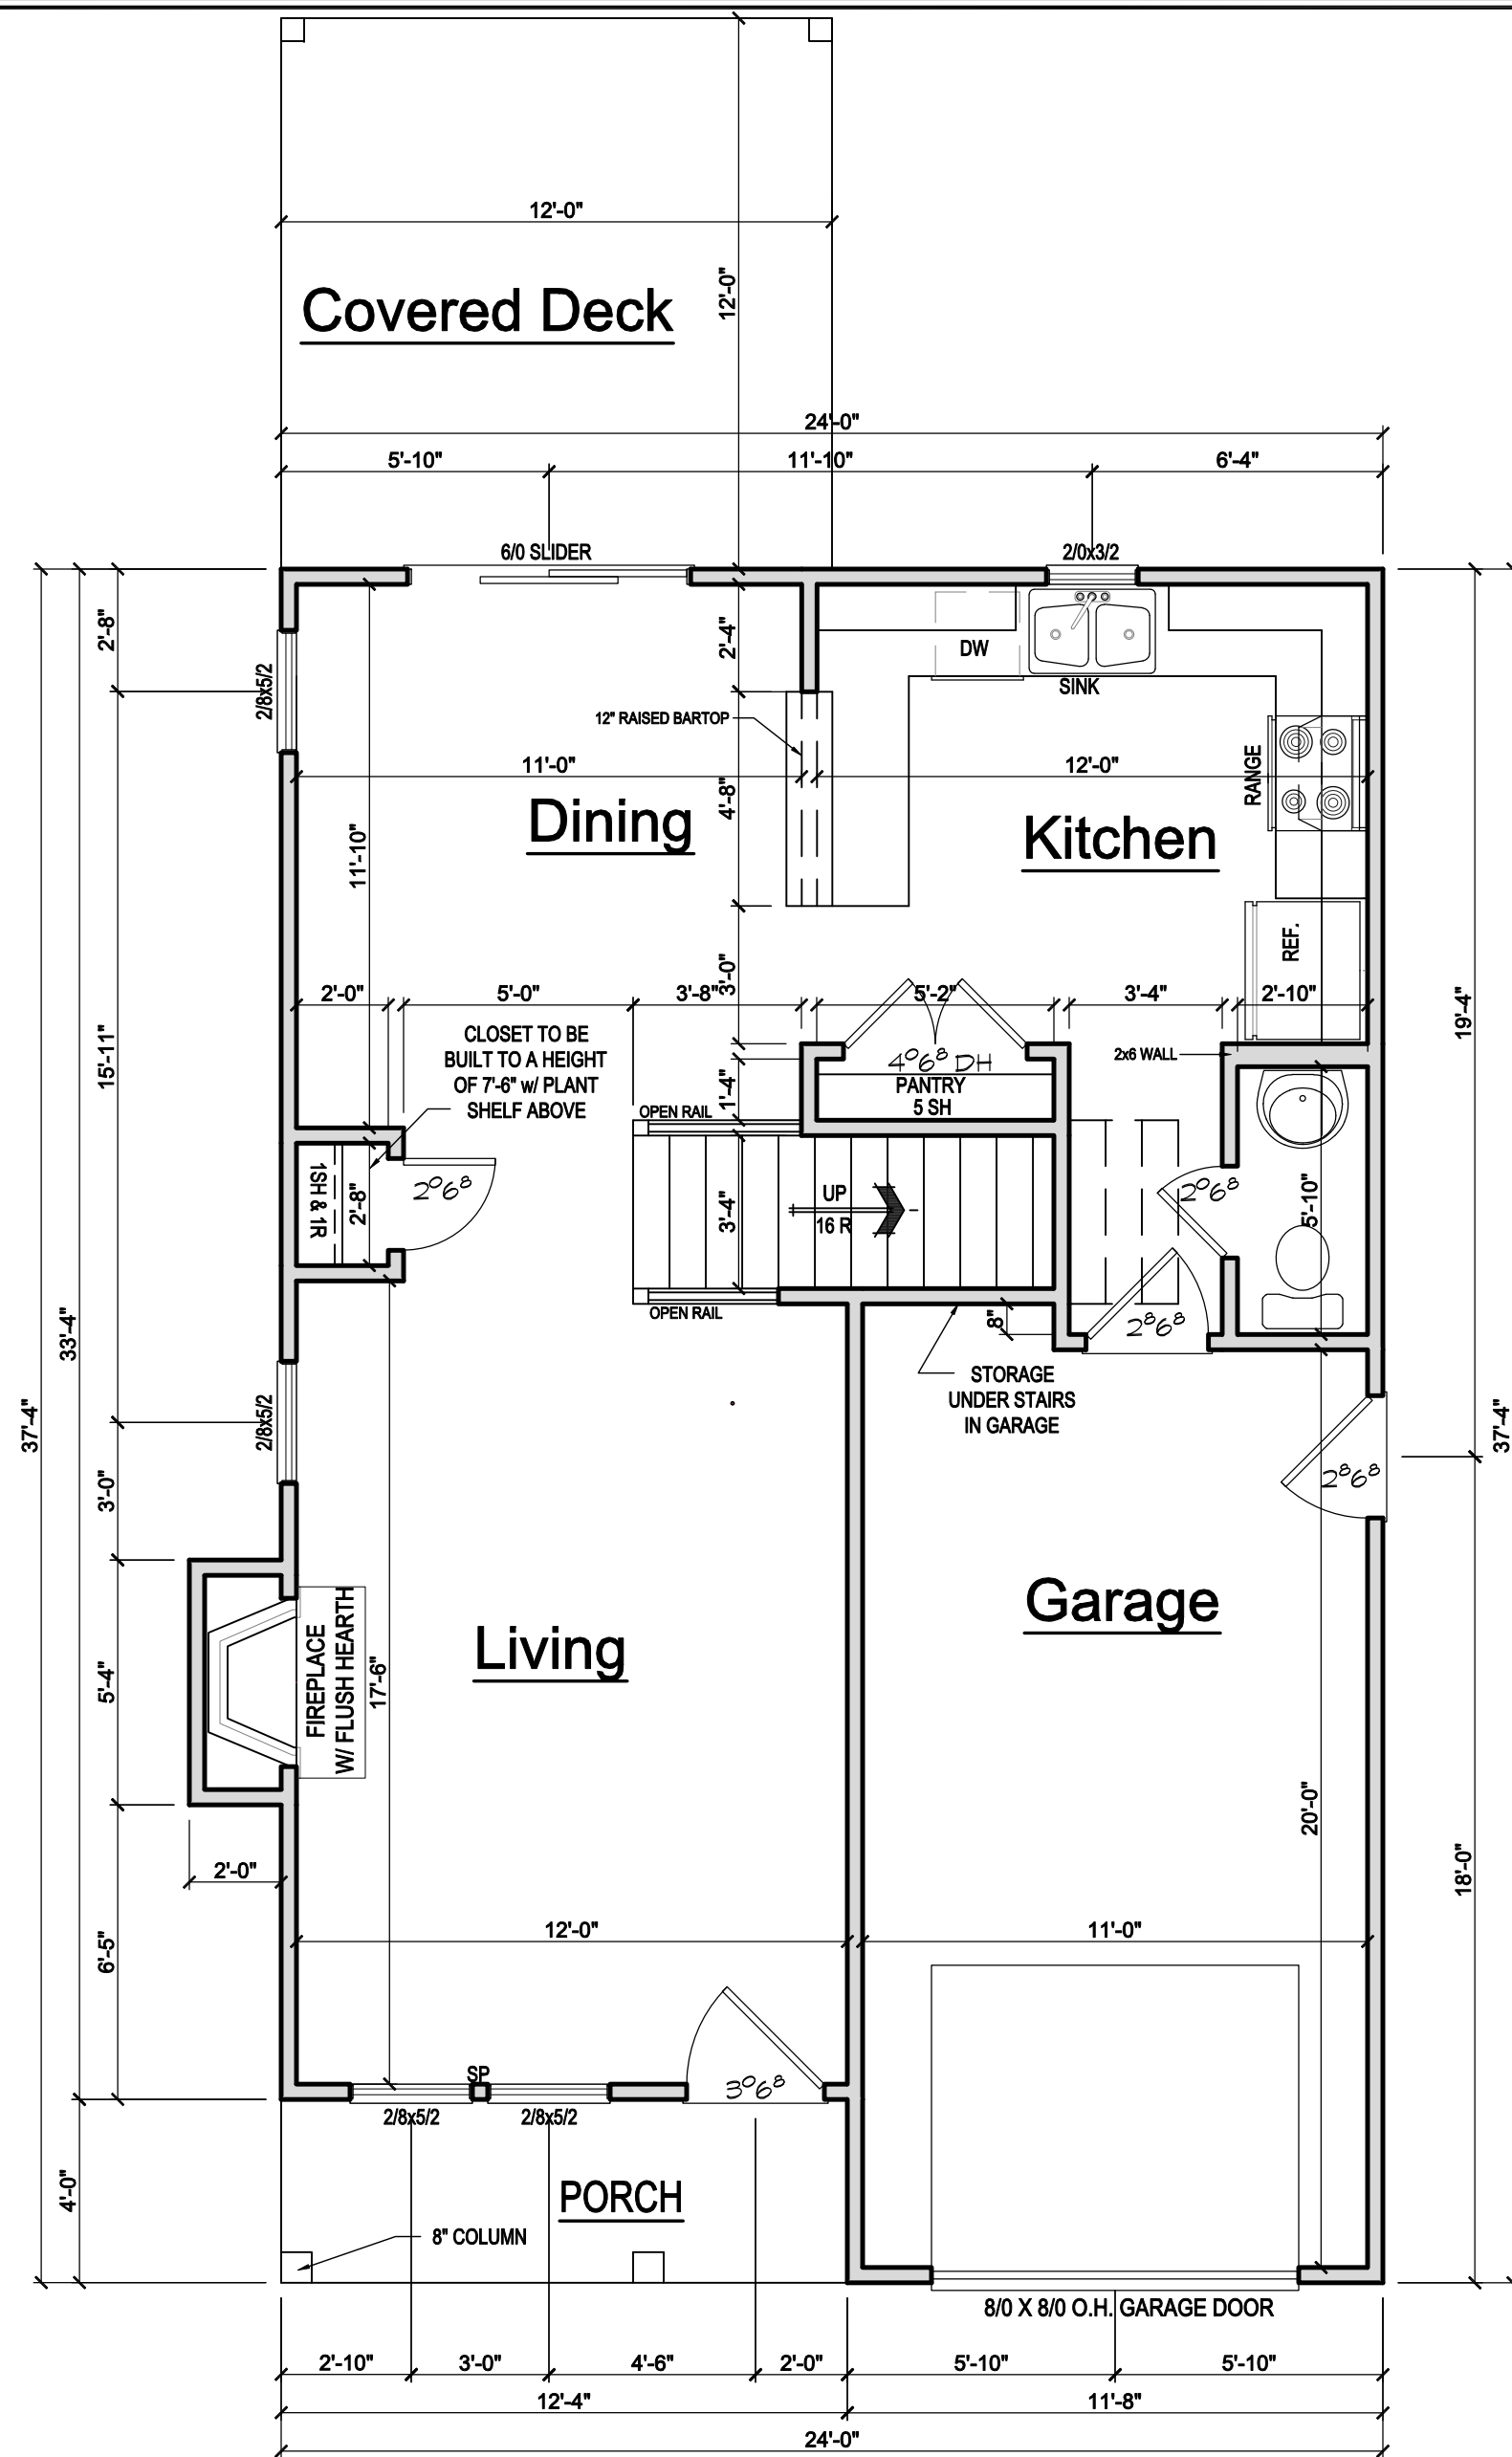 12'-0"
12'-0"
Covered Deck
24'-0"
5'-10"
11'-10"
6'-4"
6/0 SLIDER
2/0x3/2
2'-8"
2/8x5/2
2'-4"
DW
SINK
12" RAISED BARTOP
11'-0"
12'-0"
RANGE
4'-8"
Dining
Kitchen
11'-10"
REF.
3'-0"
2'-0"
5'-0"
3'-8"
5'-2"
3'-4"
2'-10"
19'-4"
15'-11"
CLOSET TO BE
BUILT TO A HEIGHT
OF 7'-6" w/ PLANT
SHELF ABOVE
2x6 WALL
4⁰6⁸ DH
PANTRY
5 SH
1'-4"
OPEN RAIL
1SH & 1R
2'-8"
2⁰6⁸
3'-4"
UP
16 R
2⁰6⁸
5'-10"
OPEN RAIL
8"
2⁸6⁸
33'-4"
37'-4"
2/8x5/2
STORAGE
UNDER STAIRS
IN GARAGE
37'-4"
2⁸6⁸
3'-0"
Garage
Living
FIREPLACE
W/ FLUSH HEARTH
17'-6"
5'-4"
20'-0"
18'-0"
2'-0"
6'-5"
12'-0"
11'-0"
SP
3⁰6⁸
2/8x5/2
2/8x5/2
4'-0"
PORCH
8" COLUMN
8/0 X 8/0 O.H. GARAGE DOOR
2'-10"
3'-0"
4'-6"
2'-0"
5'-10"
5'-10"
12'-4"
11'-8"
24'-0"